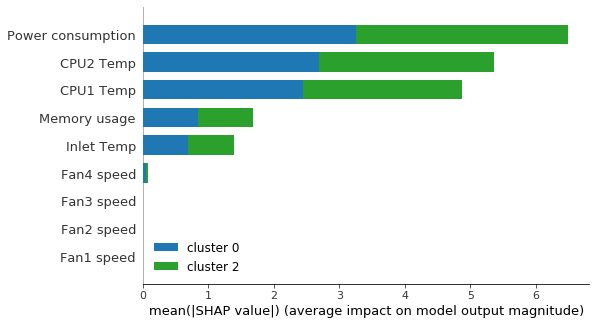 Power consumption
CPU2 Temp
CPU1 Temp
Memory usage
Inlet Temp
Fan4 speed
Fan3 speed
Fan2 speed
Fan1 speed
cluster 0
cluster 2
0 1 2 3 4 5 6
mean(|SHAP value|) (average impact on model output magnitude)